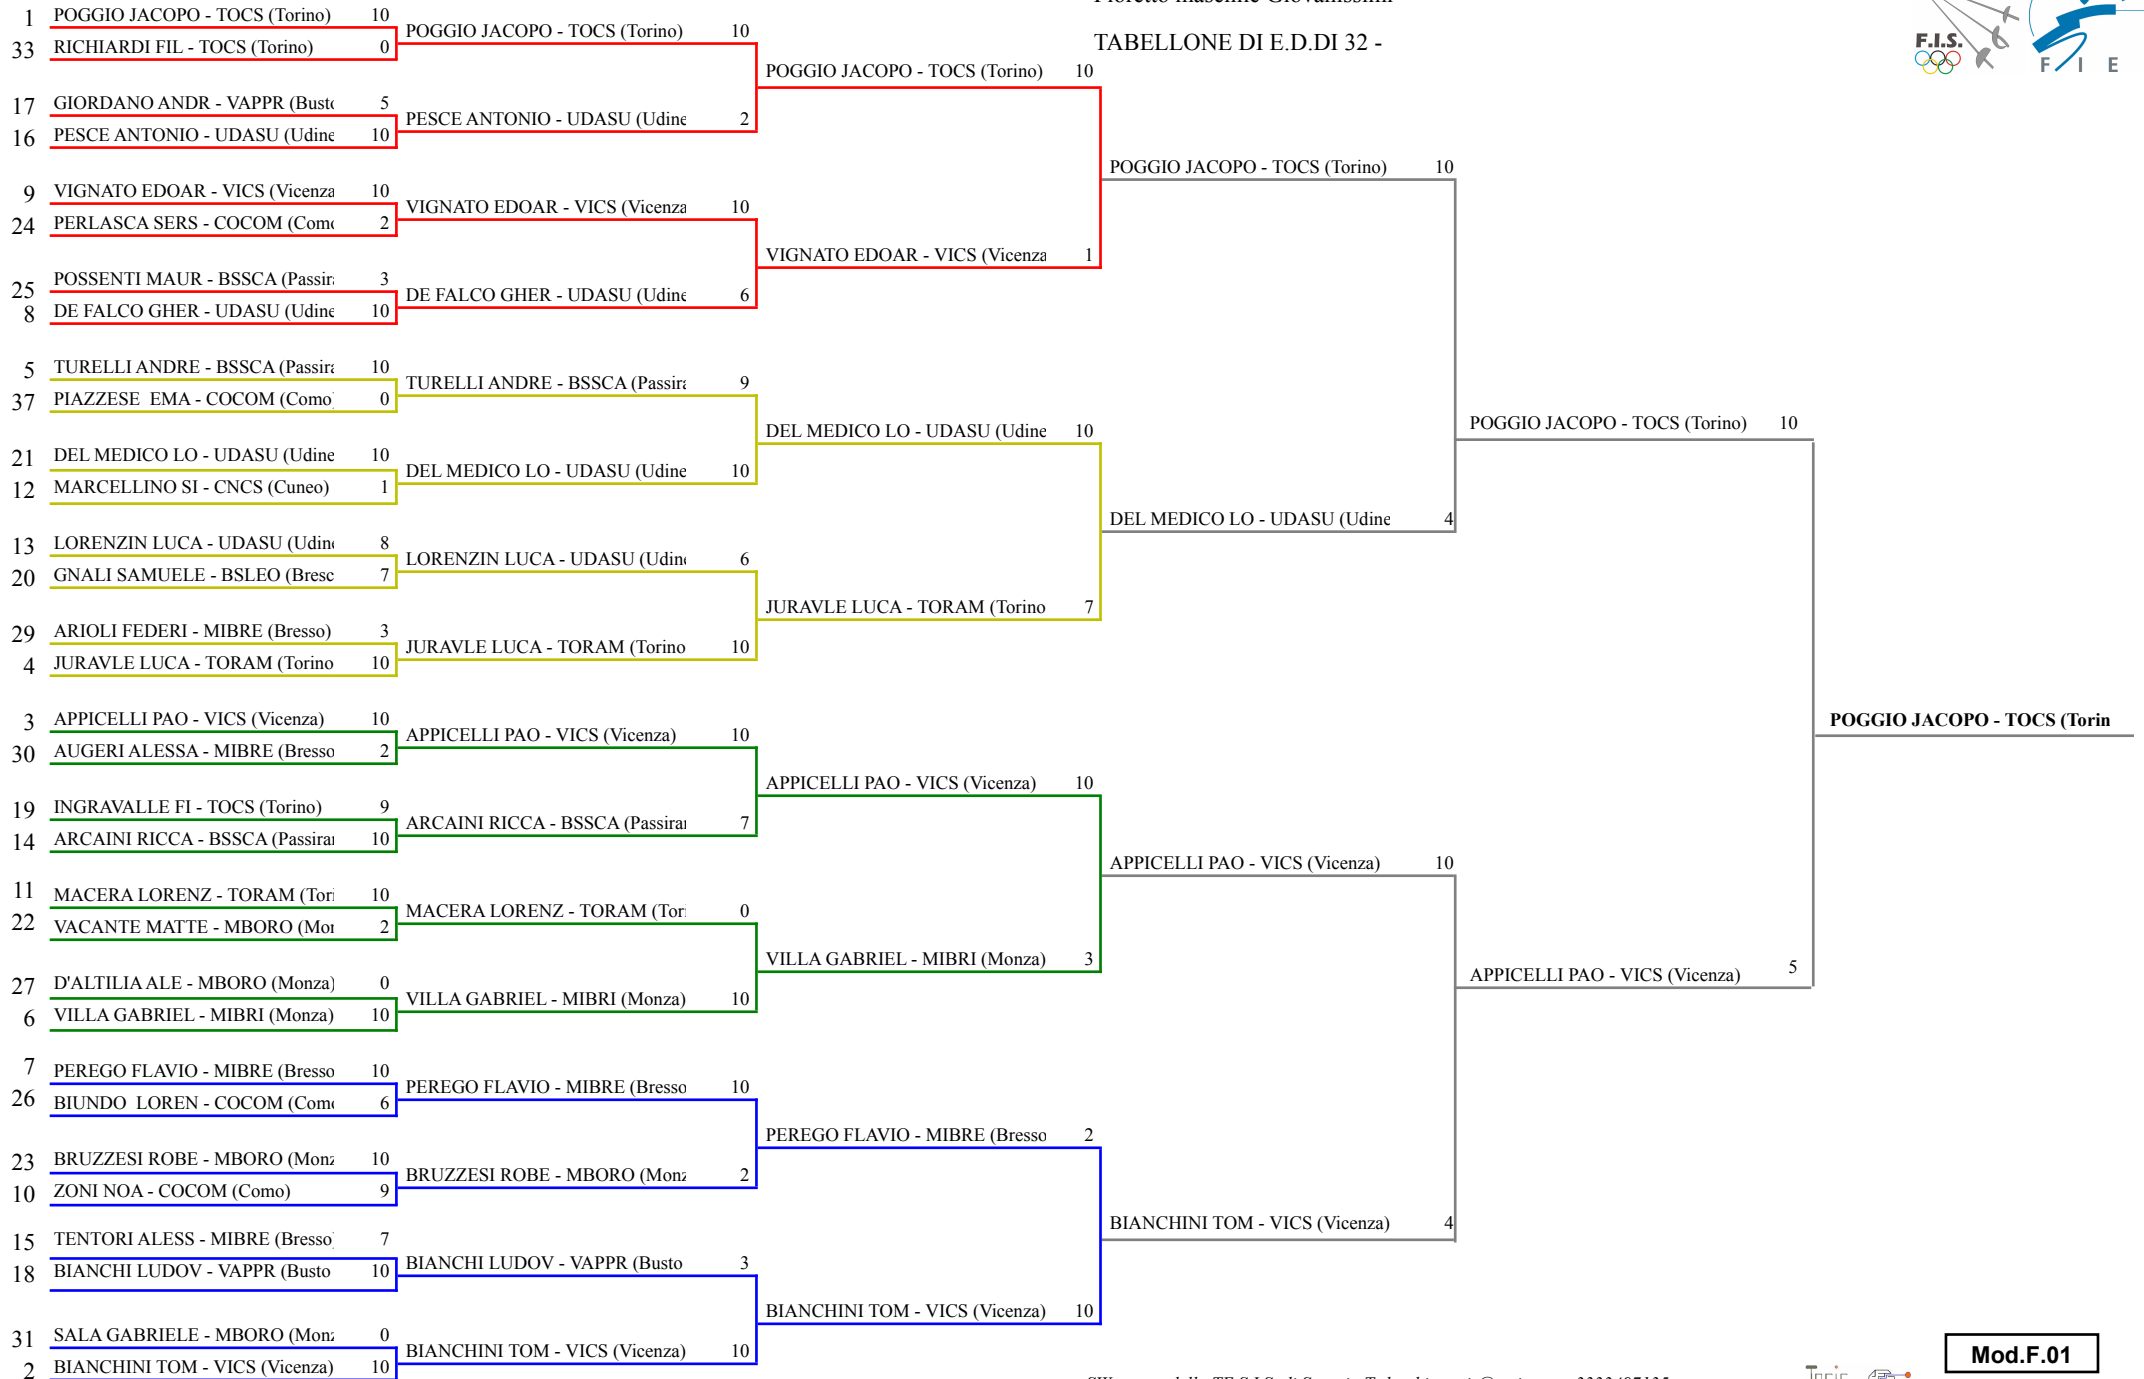 TABELLONE DI E.D.DI 32 -
F.I.S.
F I E
1 POGGIO JACOPO - TOCS (Torino) 10
33 RICHIARDI FIL - TOCS (Torino) 0
17 GIORDANO ANDR - VAPPR (Busto 5
16 PESCE ANTONIO - UDASU (Udine 10
9 VIGNATO EDOAR - VICS (Vicenza 10
24 PERLASCA SERS - COCOM (Como 2
25 POSSENTI MAUR - BSSCA (Passira 3
8 DE FALCO GHER - UDASU (Udine 10
5 TURELLI ANDRE - BSSCA (Passira 10
37 PIAZZESE EMA - COCOM (Como) 0
21 DEL MEDICO LO - UDASU (Udine 10
12 MARCELLINO SI - CNCS (Cuneo) 1
13 LORENZIN LUCA - UDASU (Udine 8
20 GNALI SAMUELE - BSLEO (Bresc 7
29 ARIOLI FEDERI - MIBRE (Bresso) 3
4 JURAVLE LUCA - TORAM (Torino 10
3 APPICELLI PAO - VICS (Vicenza) 10
30 AUGERI ALESSA - MIBRE (Bresso 2
19 INGRAVALLE FI - TOCS (Torino) 9
14 ARCAINI RICCA - BSSCA (Passiran 10
11 MACERA LORENZ - TORAM (Tori 10
22 VACANTE MATTE - MBORO (Mon 2
27 D'ALTILIA ALE - MBORO (Monza) 0
6 VILLA GABRIEL - MIBRI (Monza) 10
7 PEREGO FLAVIO - MIBRE (Bresso 10
26 BIUNDO LOREN - COCOM (Como 6
23 BRUZZESI ROBE - MBORO (Monz 10
10 ZONI NOA - COCOM (Como) 9
15 TENTORI ALESS - MIBRE (Bresso) 7
18 BIANCHI LUDOV - VAPPR (Busto 10
31 SALA GABRIELE - MBORO (Monz 0
2 BIANCHINI TOM - VICS (Vicenza) 10
POGGIO JACOPO - TOCS (Torino) 10
PESCE ANTONIO - UDASU (Udine 2
VIGNATO EDOAR - VICS (Vicenza 10
DE FALCO GHER - UDASU (Udine 6
TURELLI ANDRE - BSSCA (Passira 9
DEL MEDICO LO - UDASU (Udine 10
LORENZIN LUCA - UDASU (Udine 6
JURAVLE LUCA - TORAM (Torino 10
APPICELLI PAO - VICS (Vicenza) 10
ARCAINI RICCA - BSSCA (Passiran 7
MACERA LORENZ - TORAM (Tori 0
VILLA GABRIEL - MIBRI (Monza) 10
PEREGO FLAVIO - MIBRE (Bresso 10
BRUZZESI ROBE - MBORO (Monz 2
BIANCHI LUDOV - VAPPR (Busto 3
BIANCHINI TOM - VICS (Vicenza) 10
POGGIO JACOPO - TOCS (Torino) 10
VIGNATO EDOAR - VICS (Vicenza 1
DEL MEDICO LO - UDASU (Udine 10
JURAVLE LUCA - TORAM (Torino 7
APPICELLI PAO - VICS (Vicenza) 10
VILLA GABRIEL - MIBRI (Monza) 3
PEREGO FLAVIO - MIBRE (Bresso 2
BIANCHINI TOM - VICS (Vicenza) 10
POGGIO JACOPO - TOCS (Torino) 10
DEL MEDICO LO - UDASU (Udine 4
APPICELLI PAO - VICS (Vicenza) 10
BIANCHINI TOM - VICS (Vicenza) 4
POGGIO JACOPO - TOCS (Torino) 10
APPICELLI PAO - VICS (Vicenza) 5
POGGIO JACOPO - TOCS (Torin
Mod.F.01